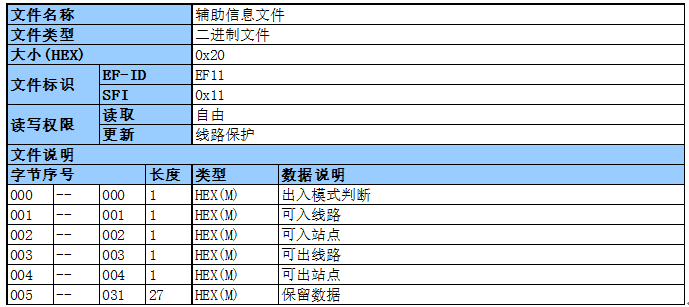 文件名称 辅助信息文件
文件类型 二进制文件
大小(HEX) 0x20
文件标识 EF-ID EF11
SFI 0x11
读写权限 读取 自由
更新 线路保护
文件说明
字节序号 长度 类型 数据说明
000 -- 000 1 HEX(M) 出入模式判断
001 -- 001 1 HEX(M) 可入线路
002 -- 002 1 HEX(M) 可入站点
003 -- 003 1 HEX(M) 可出线路
004 -- 004 1 HEX(M) 可出站点
005 -- 031 27 HEX(M) 保留数据